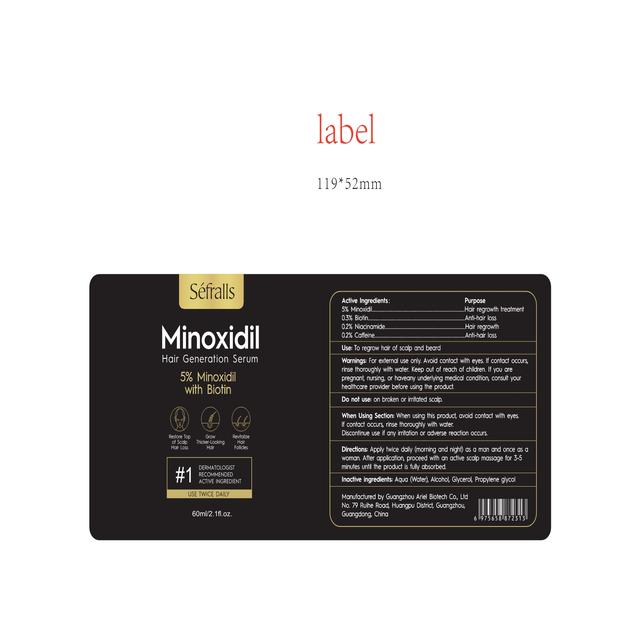 label
119*52mm
Séfralls
Minoxidil
Hair Generation Serum
5% Minoxidil
with Biotin
Restore Top
of Scalp
Hair Loss
Grow
Thicker-Looking
Hair
Revitalize
Hair
Follicles
#1
DERMATOLOGIST
RECOMMENDED
ACTIVE INGREDIENT
USE TWICE DAILY
60ml/2.1fl.oz.
Active Ingredients: Purpose
5% Minoxidil Hair regrowth treatment
0.3% Biotin Anti-hair loss
0.2% Niacinamide Hair regrowth
0.2% Caffeine Anti-hair loss
Use: To regrow hair of scalp and beard
Warnings: For external use only. Avoid contact with eyes. If contact occurs,
rinse thoroughly with water. Keep out of reach of children. If you are
pregnant, nursing, or haveany underlying medical condition, consult your
healthcare provider before using the product.
Do not use: on broken or irritated scalp.
When Using Section: When using this product, avoid contact with eyes.
If contact occurs, rinse thoroughly with water.
Discontinue use if any irritation or adverse reaction occurs.
Directions: Apply twice daily (morning and night) as a man and once as a
woman. After application, proceed with an active scalp massage for 3-5
minutes until the product is fully absorbed.
Inactive ingredients: Aqua (Water), Alcohol, Glycerol, Propylene glycol
Manufactured by Guangzhou Ariel Biotech Co., Ltd
No. 79 Ruihe Road, Huangpu District, Guangzhou,
Guangdong, China
6 975658 872313